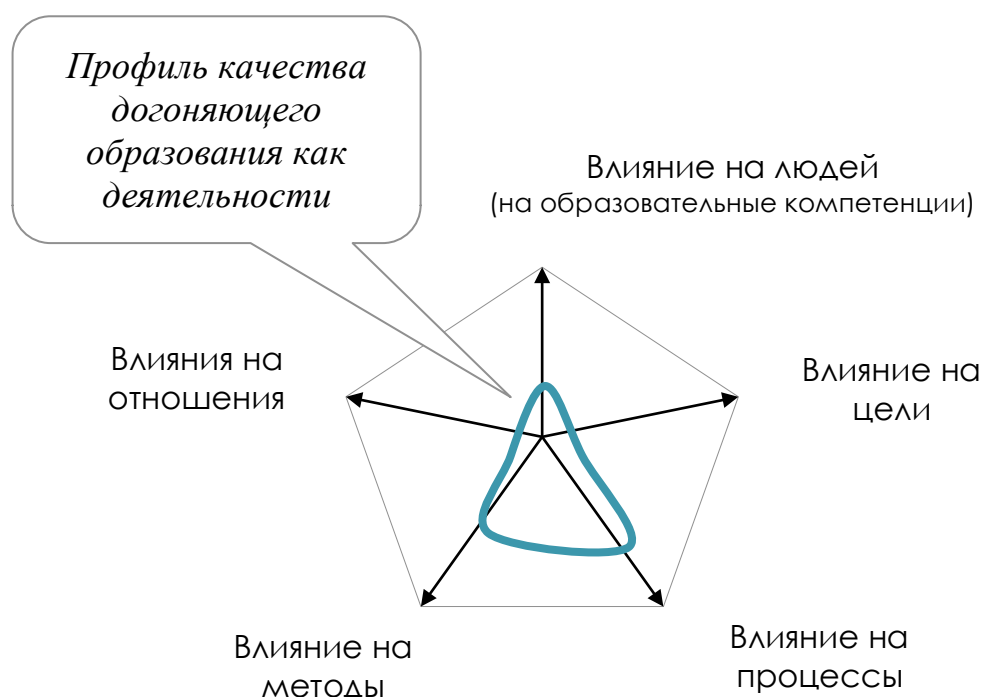 Профиль качества
догоняющего
образования как
деятельности
Влияние на людей
(на образовательные компетенции)
Влияния на
отношения
Влияние на
цели
Влияние на
методы
Влияние на
процессы